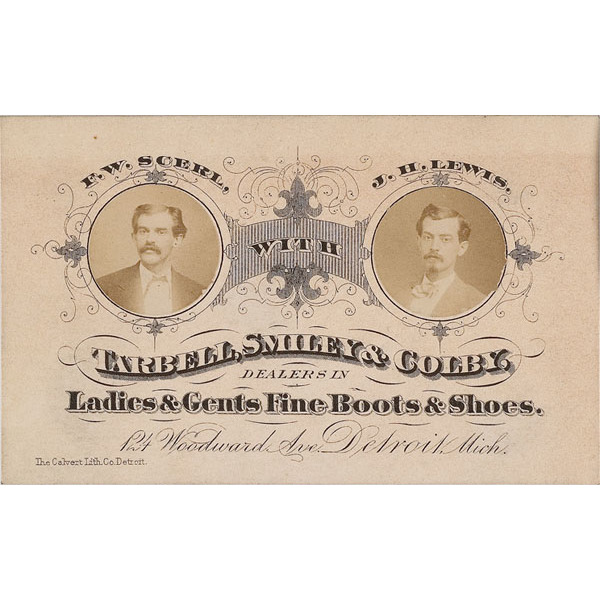 F. W. SCERL,
J. H. LEWIS.
WITH
TARBELL, SMILEY & COLBY,
DEALERS IN
Ladies & Gents Fine Boots & Shoes.
124 Woodward Ave. Detroit, Mich.
The Calvert Lith. Co. Detroit.